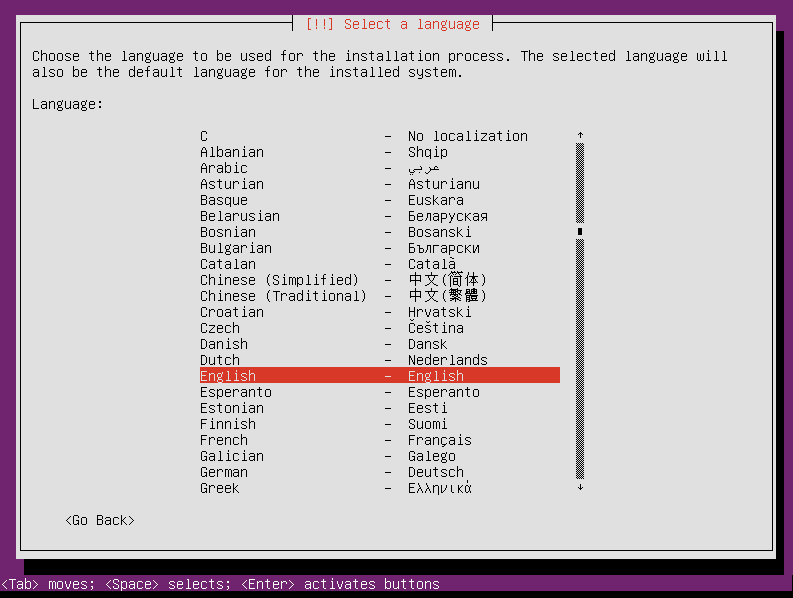 [!!] Select a language
Choose the language to be used for the installation process. The selected language will
also be the default language for the installed system.
Language:
C - No localization ↑
Albanian - Shqip
Arabic - عربي
Asturian - Asturianu
Basque - Euskara
Belarusian - Беларуская
Bosnian - Bosanski
Bulgarian - Български
Catalan - Català
Chinese (Simplified) - 中文(简体)
Chinese (Traditional) - 中文(繁體)
Croatian - Hrvatski
Czech - Čeština
Danish - Dansk
Dutch - Nederlands
English - English
Esperanto - Esperanto
Estonian - Eesti
Finnish - Suomi
French - Français
Galician - Galego
German - Deutsch
Greek - Ελληνικά ↓
<Go Back>
<Tab> moves; <Space> selects; <Enter> activates buttons